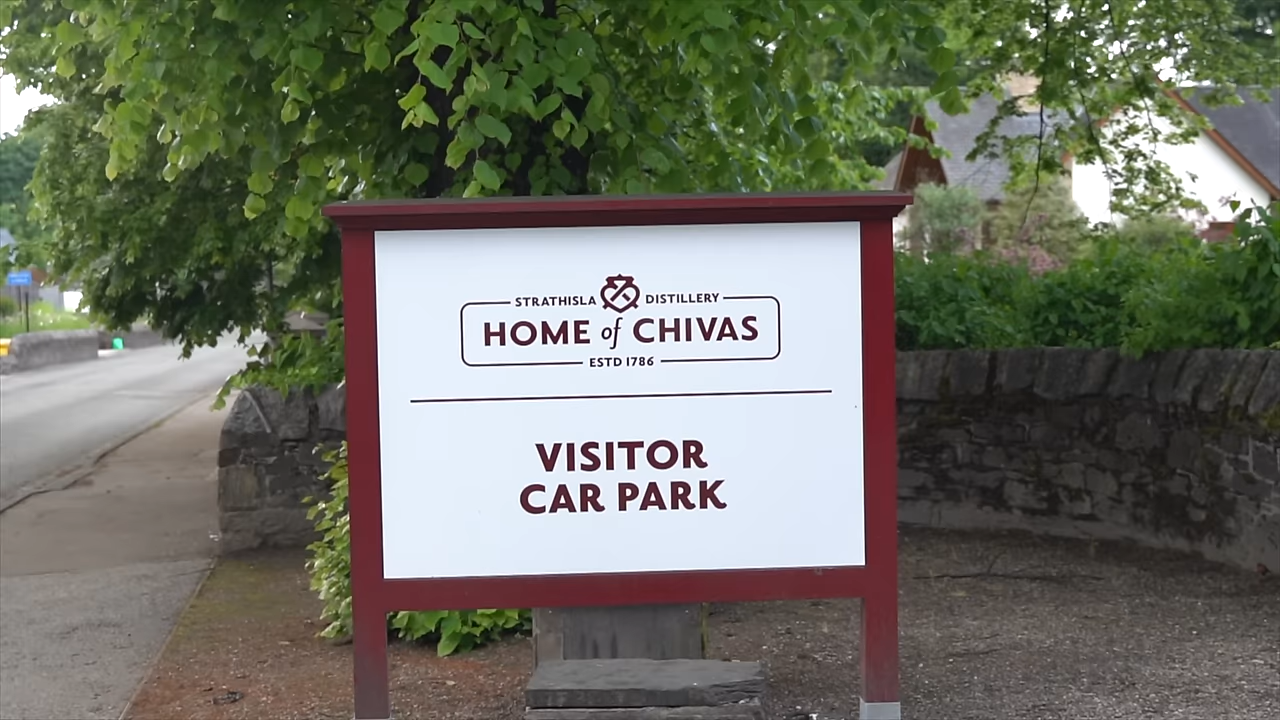 STRATHISLA DISTILLERY
HOME of CHIVAS
ESTD 1786
VISITOR
CAR PARK